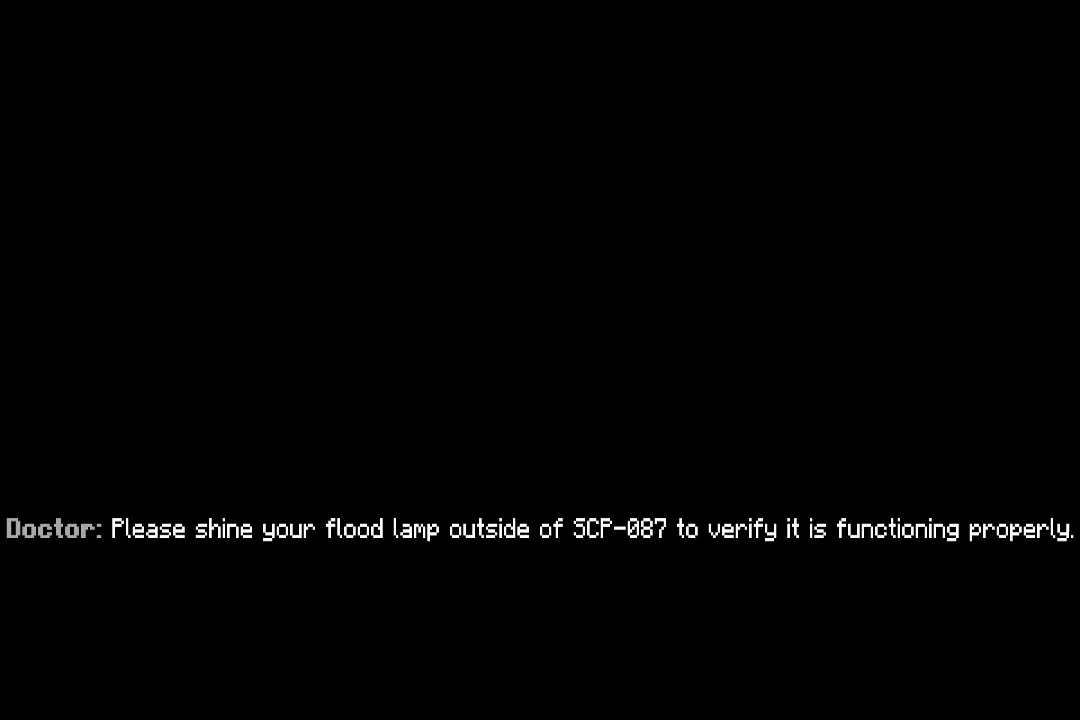 Doctor: Please shine your flood lamp outside of SCP-087 to verify it is functioning properly.